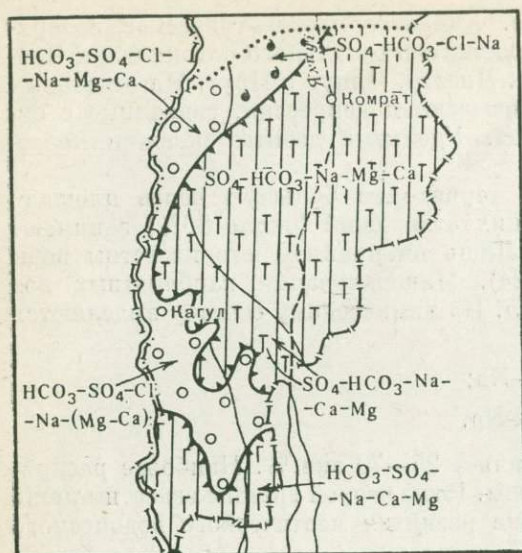 HCO₃–SO₄–Cl–
–Na–Mg–Ca
SO₄–HCO₃–Cl–Na
Комрат
SO₄–HCO₃–Na–Mg–Ca
Кагул
HCO₃–SO₄–Cl–
–Na–(Mg–Ca)
SO₄–HCO₃–Na–
–Ca–Mg
HCO₃–SO₄–
–Na–Ca–Mg